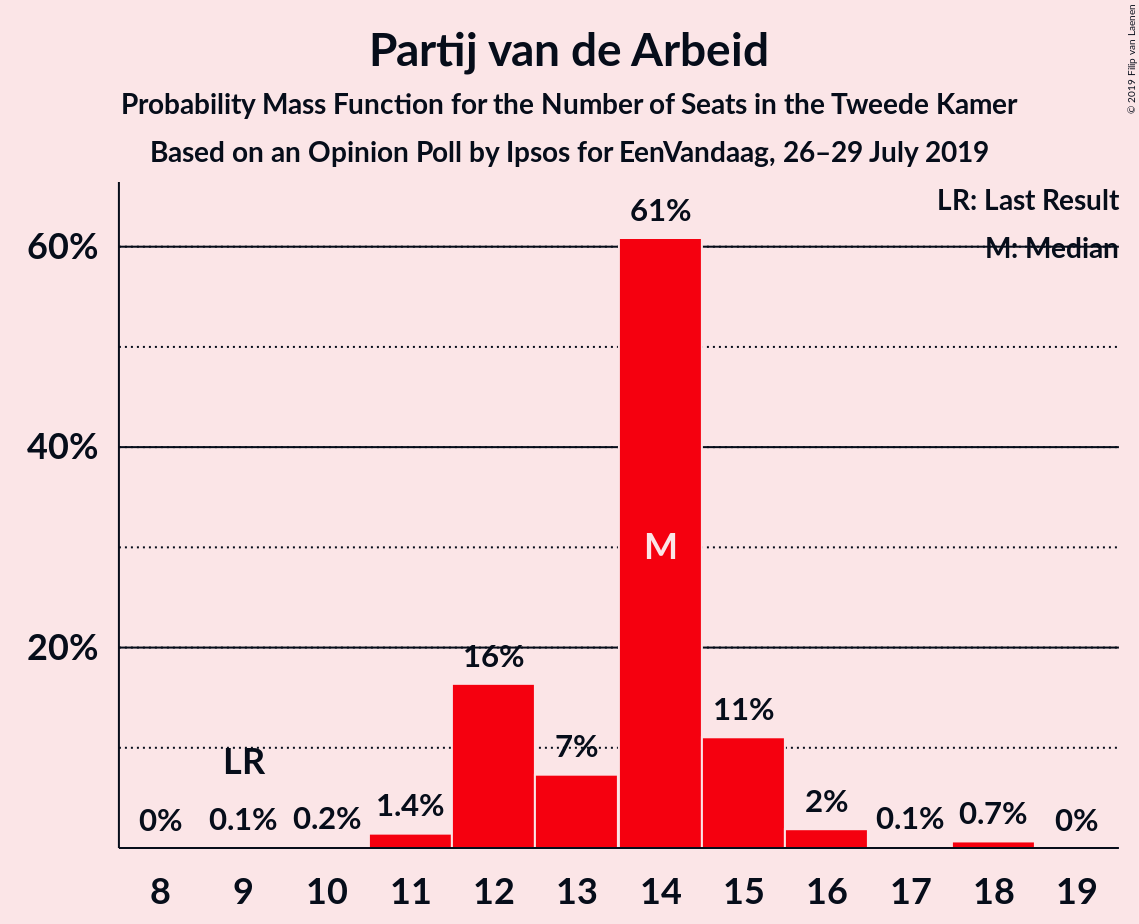 Partij van de Arbeid
Probability Mass Function for the Number of Seats in the Tweede Kamer
Based on an Opinion Poll by Ipsos for EenVandaag, 26–29 July 2019
© 2019 Filip van Laenen
LR: Last Result
M: Median
61%
60%
40%
M
20%
16%
11%
7%
LR
0% 0.1% 0.2% 1.4% 2% 0.1% 0.7% 0%
8 9 10 11 12 13 14 15 16 17 18 19